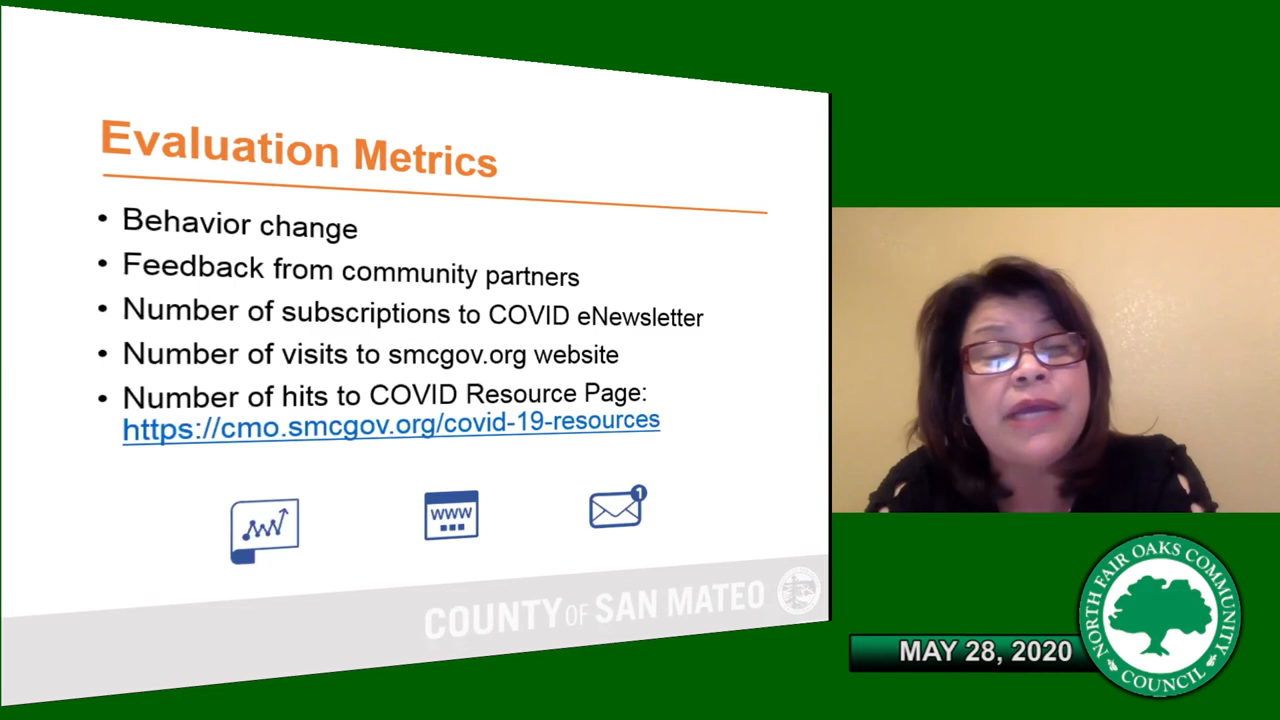 Evaluation Metrics
• Behavior change
• Feedback from community partners
• Number of subscriptions to COVID eNewsletter
• Number of visits to smcgov.org website
• Number of hits to COVID Resource Page:
https://cmo.smcgov.org/covid-19-resources
WWW
1
COUNTY OF SAN MATEO
MAY 28, 2020
NORTH FAIR OAKS COMMUNITY
COUNCIL